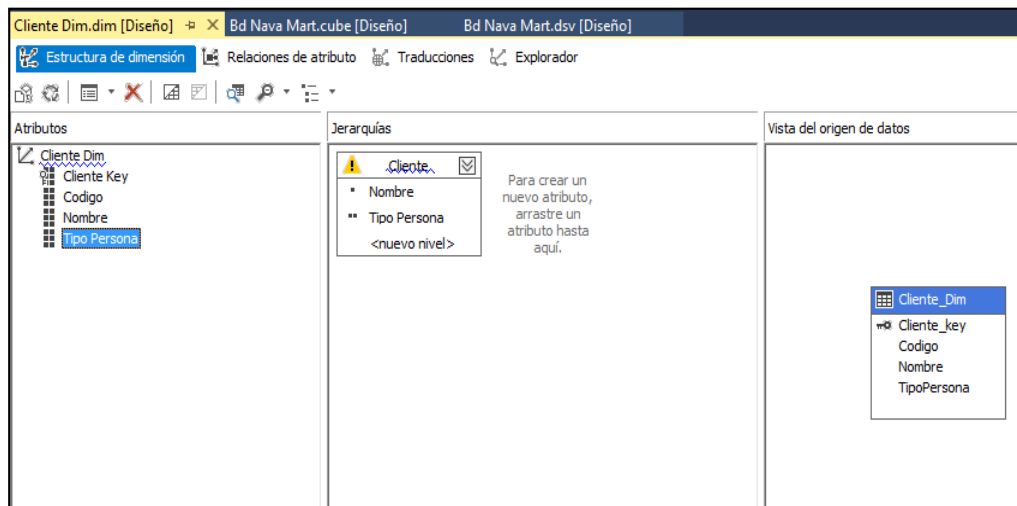 Cliente Dim.dim [Diseño]
Bd Nava Mart.cube [Diseño]
Bd Nava Mart.dsv [Diseño]
Estructura de dimensión
Relaciones de atributo
Traducciones
Explorador
Atributos
Cliente Dim
Cliente Key
Codigo
Nombre
Tipo Persona
Jerarquías
Cliente
Nombre
Tipo Persona
<nuevo nivel>
Para crear un
nuevo atributo,
arrastre un
atributo hasta
aquí.
Vista del origen de datos
Cliente_Dim
Cliente_key
Codigo
Nombre
TipoPersona